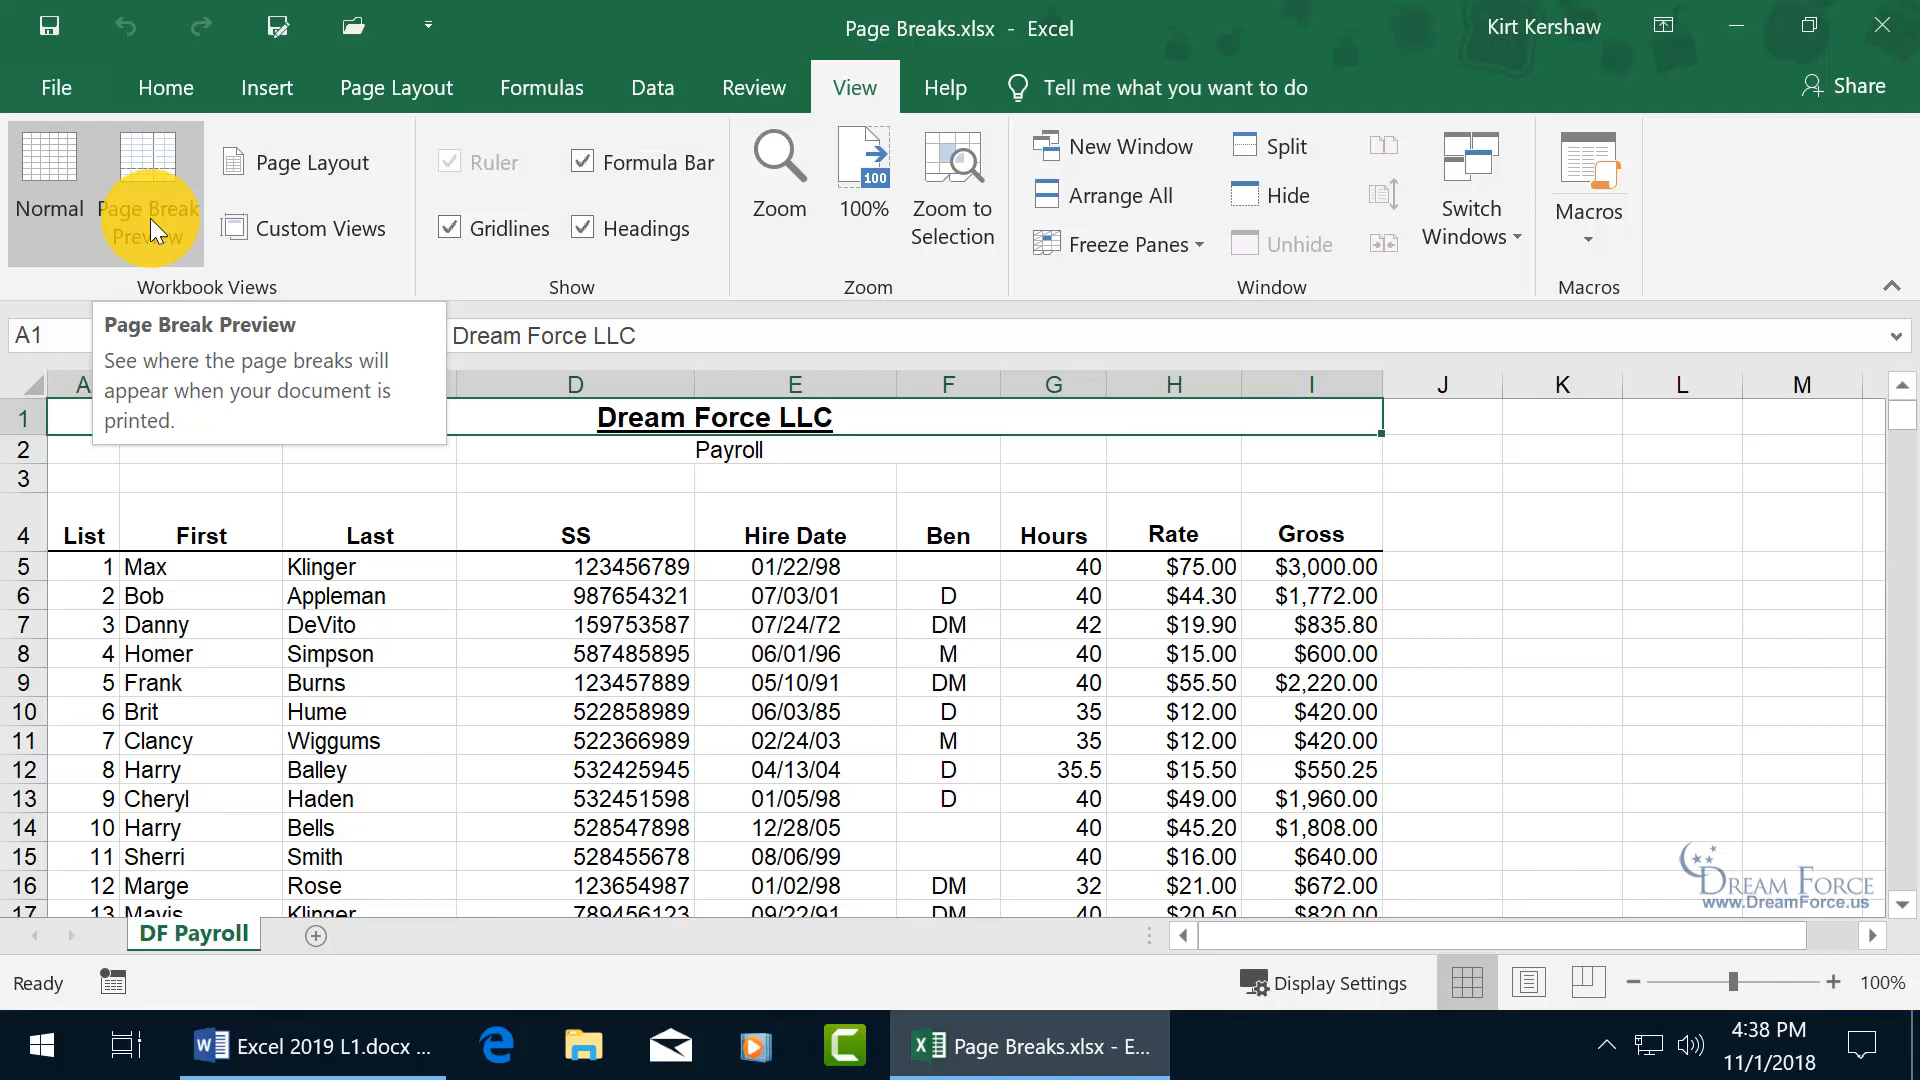 Page Breaks.xlsx - Excel
Kirt Kershaw
File Home Insert Page Layout Formulas Data Review View Help Tell me what you want to do Share
Normal
Page Break
Preview
Page Layout
Custom Views
Workbook Views
Ruler
Formula Bar
Gridlines
Headings
Show
Zoom
100
100%
Zoom to
Selection
Zoom
New Window
Arrange All
Freeze Panes
Split
Hide
Unhide
Switch
Windows
Window
Macros
Macros
A1
Dream Force LLC
Page Break Preview
See where the page breaks will
appear when your document is
printed.
A D E F G H I J K L M
1 Dream Force LLC
2 Payroll
3
4 List First Last SS Hire Date Ben Hours Rate Gross
5 1 Max Klinger 123456789 01/22/98 40 $75.00 $3,000.00
6 2 Bob Appleman 987654321 07/03/01 D 40 $44.30 $1,772.00
7 3 Danny DeVito 159753587 07/24/72 DM 42 $19.90 $835.80
8 4 Homer Simpson 587485895 06/01/96 M 40 $15.00 $600.00
9 5 Frank Burns 123457889 05/10/91 DM 40 $55.50 $2,220.00
10 6 Brit Hume 522858989 06/03/85 D 35 $12.00 $420.00
11 7 Clancy Wiggums 522366989 02/24/03 M 35 $12.00 $420.00
12 8 Harry Balley 532425945 04/13/04 D 35.5 $15.50 $550.25
13 9 Cheryl Haden 532451598 01/05/98 D 40 $49.00 $1,960.00
14 10 Harry Bells 528547898 12/28/05 40 $45.20 $1,808.00
15 11 Sherri Smith 528455678 08/06/99 40 $16.00 $640.00
16 12 Marge Rose 123654987 01/02/98 DM 32 $21.00 $672.00
17 13 Mavis Klinger 789456123 09/22/91 DM 40 $20.50 $820.00
Dream Force
www.DreamForce.us
DF Payroll
Ready
Display Settings
100%
Excel 2019 L1.docx ...
Page Breaks.xlsx - E...
4:38 PM
11/1/2018